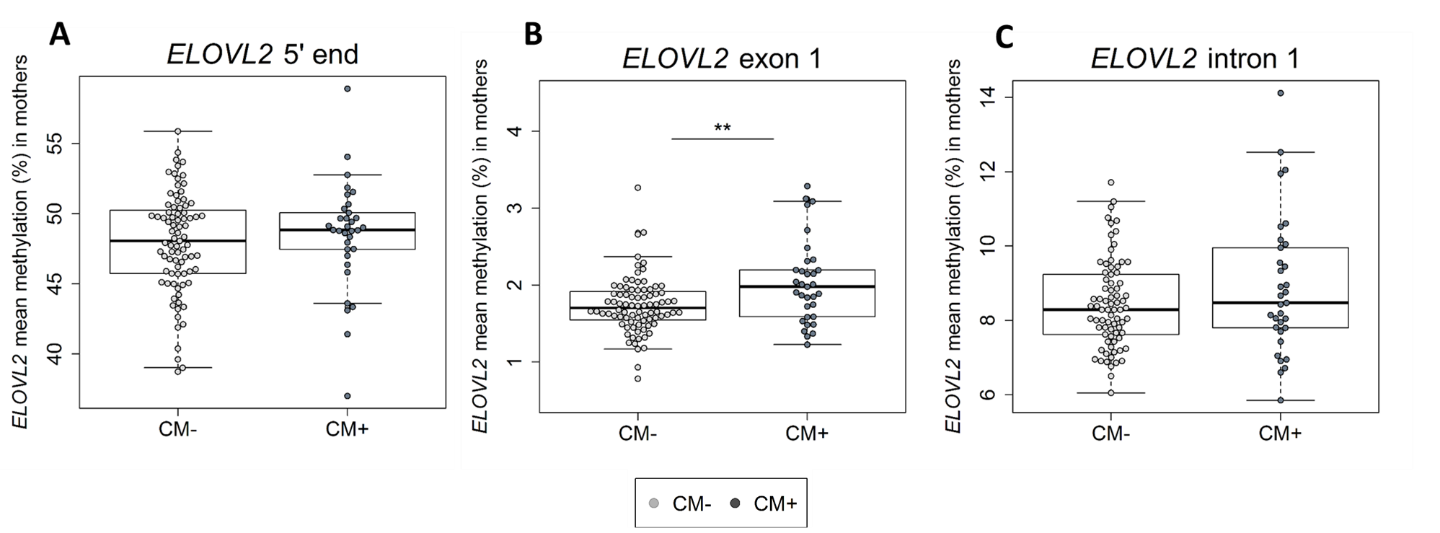 A
ELOVL2 5' end
ELOVL2 mean methylation (%) in mothers
55
50
45
40
CM-
CM+
B
ELOVL2 exon 1
ELOVL2 mean methylation (%) in mothers
**
4
3
2
1
CM-
CM+
C
ELOVL2 intron 1
ELOVL2 mean methylation (%) in mothers
14
12
10
8
6
CM-
CM+
CM- CM+